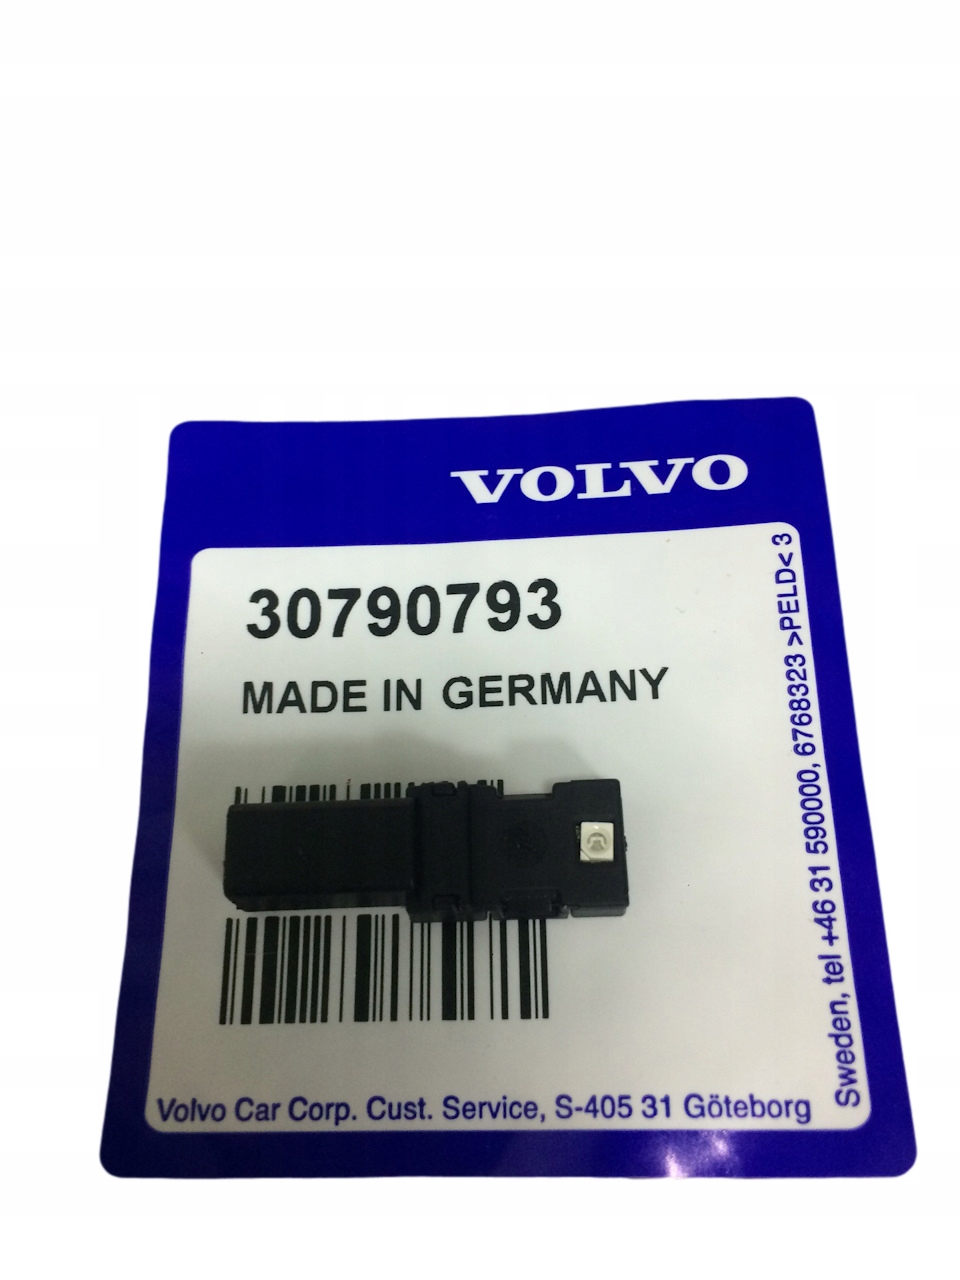 VOLVO
30790793
MADE IN GERMANY
Volvo Car Corp. Cust. Service, S-405 31 Göteborg
Sweden, tel +46 31 590000, 6768323 >PELD< 3